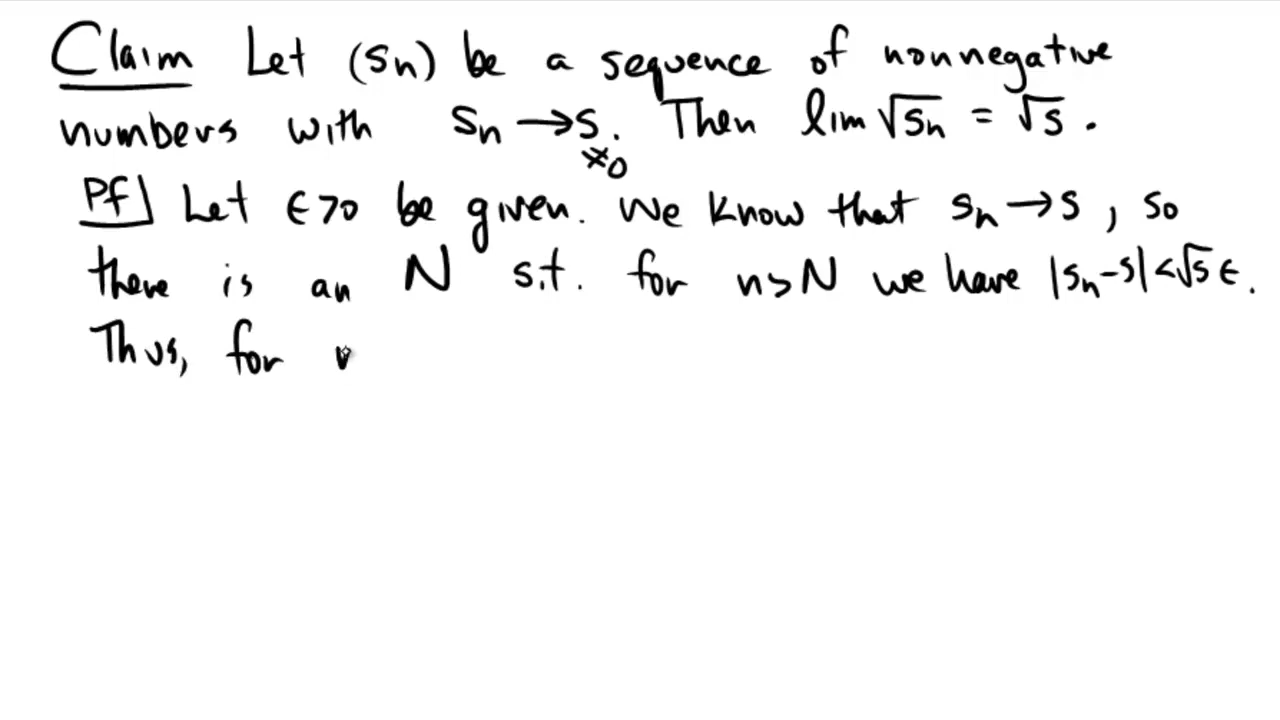 Claim Let (sₙ) be a sequence of nonnegative
numbers with sₙ → s. Then lim √sₙ = √s.
≠0
Pf] Let ϵ>0 be given. We know that sₙ → s, so
there is an N s.t. for n>N we have |sₙ-s|<√s ϵ.
Thus, for